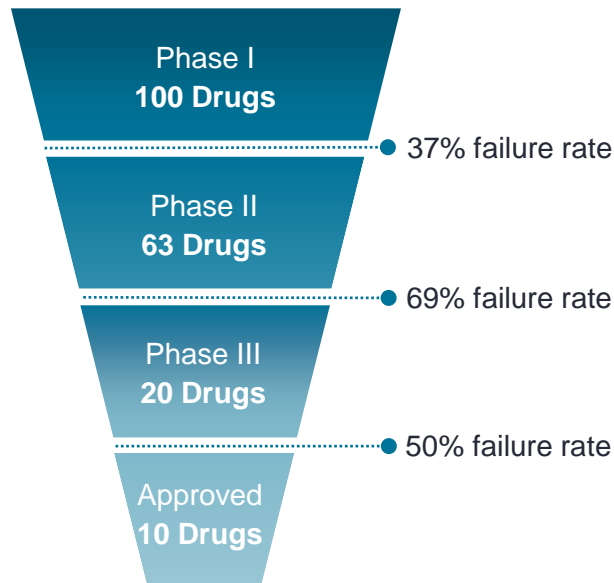 Phase I
100 Drugs
37% failure rate
Phase II
63 Drugs
69% failure rate
Phase III
20 Drugs
50% failure rate
Approved
10 Drugs